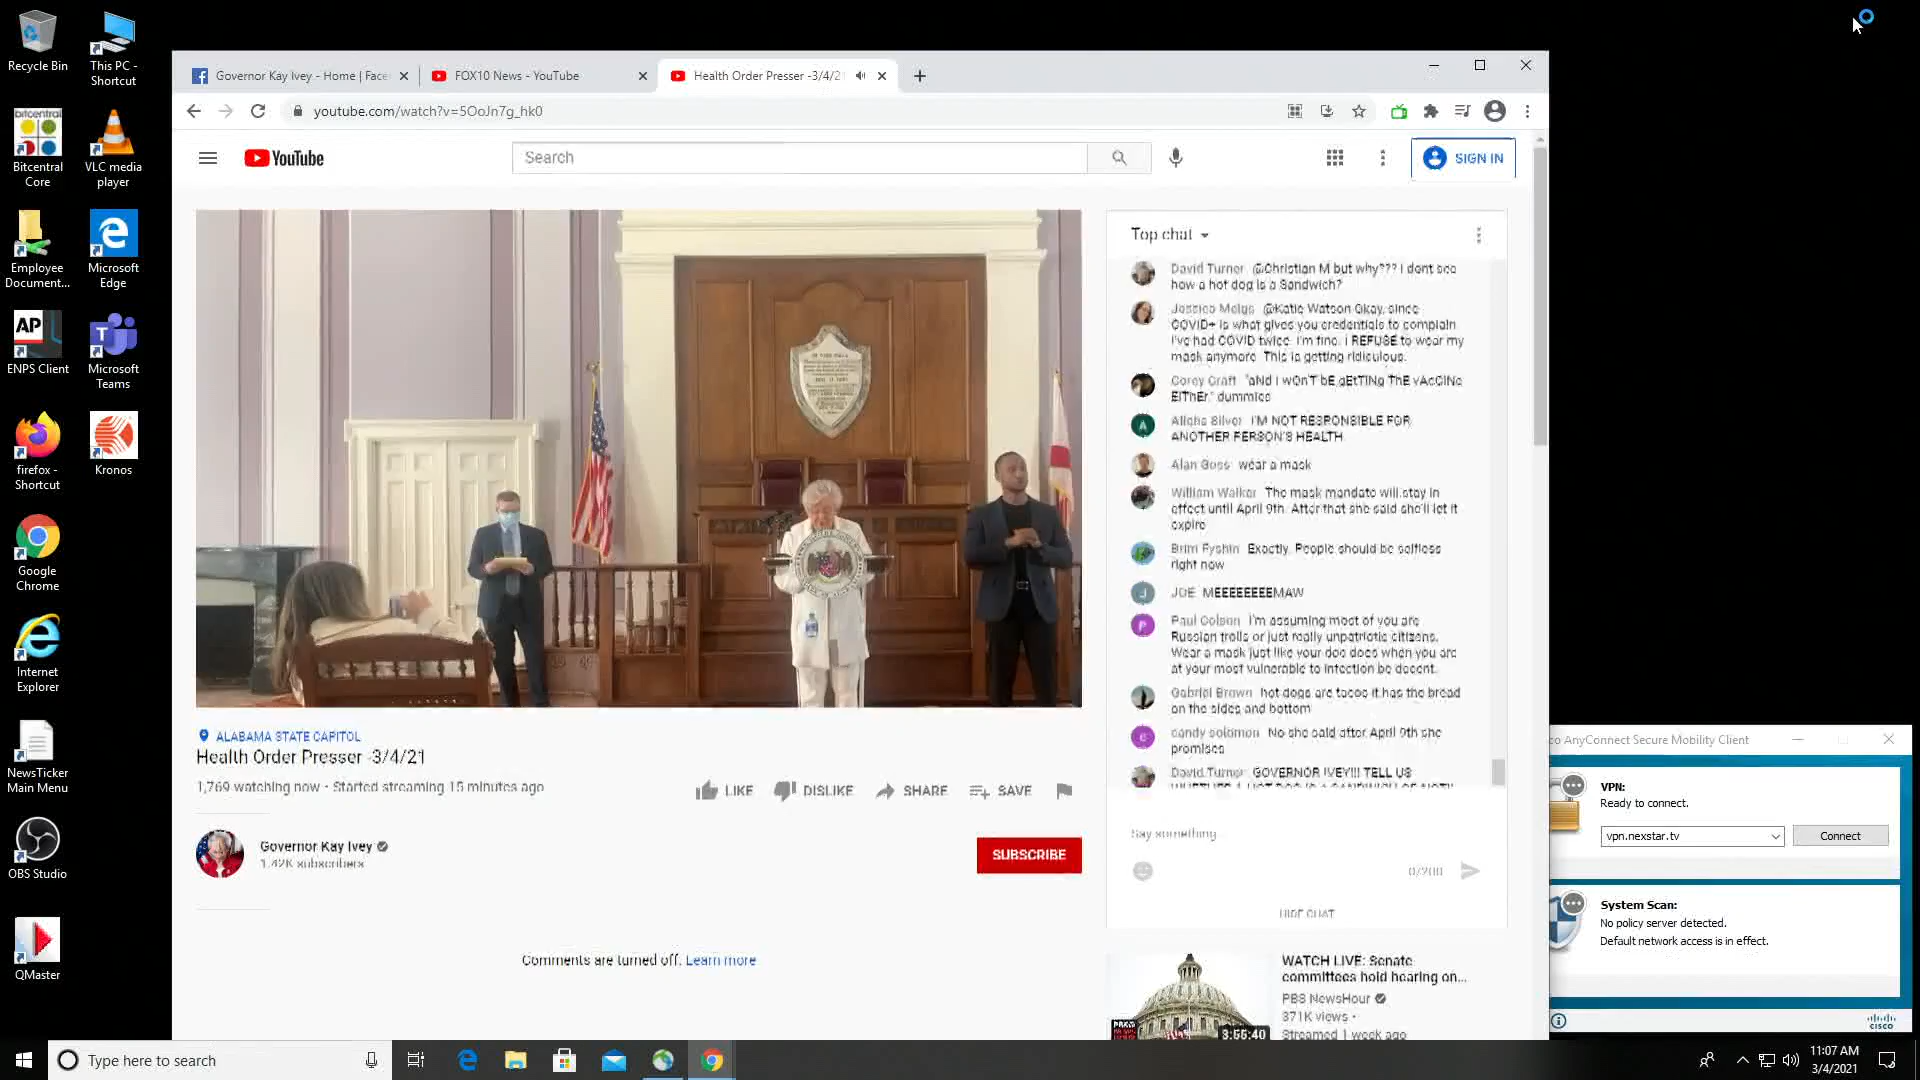 Recycle Bin
This PC -
Shortcut
Bitcentral
Core
VLC media
player
Employee
Document...
Microsoft
Edge
AP
ENPS Client
Microsoft
Teams
firefox -
Shortcut
Kronos
Google
Chrome
Internet
Explorer
NewsTicker
Main Menu
OBS Studio
QMaster
Governor Kay Ivey - Home | Face
FOX10 News - YouTube
Health Order Presser -3/4/21
youtube.com/watch?v=5OoJn7g_hk0
YouTube
Search
SIGN IN
Top chat
David Turner @Christian M but why??? I dont see
how a hot dog is a Sandwich?
Jessica Meigs @Katie Watson Okay, since
COVID+ is what gives you credentials to complain
I've had COVID twice. I'm fine. I REFUSE to wear my
mask anymore. This is getting ridiculous.
Corey Craft "aNd I wOn'T bE gEtTiNg ThE vAcCiNe
EiThEr." dummies
Alisha Silver I'M NOT RESPONSIBLE FOR
ANOTHER PERSON'S HEALTH
Alan Goss wear a mask
William Walker The mask mandate will stay in
effect until April 9th. After that she said she'll let it
expire
Exactly. People should be selfless
right now
JOE MEEEEEEEEMAW
Paul Colson I'm assuming most of you are
Russian trolls or just really unpatriotic citizens.
Wear a mask just like your doc does when you are
at your most vulnerable to infection be decent.
Gabriel Brown hot dogs are tacos it has the bread
on the sides and bottom
candy solomon No she said after April 9th she
promises
David Turner GOVERNOR IVEY!!! TELL US
Say something...
0/200
HIDE CHAT
ALABAMA STATE CAPITOL
Health Order Presser -3/4/21
1,769 watching now • Started streaming 15 minutes ago
LIKE
DISLIKE
SHARE
SAVE
Governor Kay Ivey
1.42K subscribers
SUBSCRIBE
Comments are turned off. Learn more
WATCH LIVE: Senate
committees hold hearing on...
PBS NewsHour
371K views •
Streamed 1 week ago
3:55:40
co AnyConnect Secure Mobility Client
VPN:
Ready to connect.
vpn.nexstar.tv
Connect
System Scan:
No policy server detected.
Default network access is in effect.
cisco
Type here to search
11:07 AM
3/4/2021